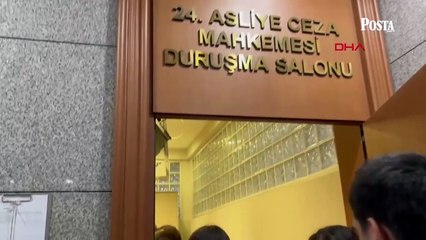 24. ASLİYE CEZA
MAHKEMESİ
DURUŞMA SALONU
POSTA
DHA